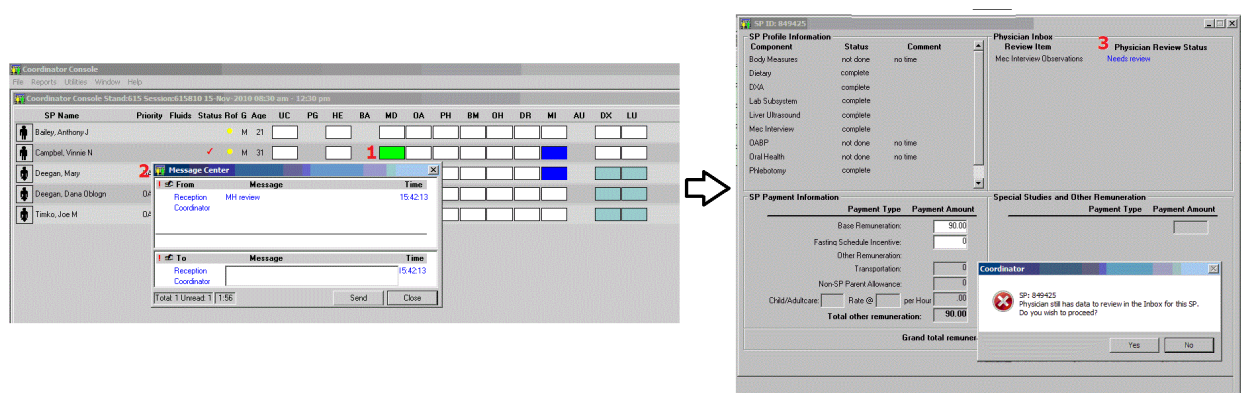 Coordinator Console
File Reports Utilities Window Help
Coordinator Console Stand:615 Session:615810 15-Nov-2010 08:30 am - 12:30 pm
SP Name Priority Fluids Status Rof G Age UC PG HE BA MD OA PH BM OH DR MI AU DX LU
Bailey, Anthony J M 21
Campbel, Vinnie N M 31 1
Deegan, Mary
Deegan, Dana Oblogn OA
Timko, Joe M OA
2 Message Center
! From Message Time
Reception MH review 15:42:13
Coordinator
! To Message Time
Reception 15:42:13
Coordinator
Total: 1 Unread: 1 1:56 Send Close
SP ID: 849425
SP Profile Information
Component Status Comment
Body Measures not done no time
Dietary complete
DXA complete
Lab Subsystem complete
Liver Ultrasound complete
Mec Interview complete
OABP not done no time
Oral Health not done no time
Phlebotomy complete
Physician Inbox
Review Item 3 Physician Review Status
Mec Interview Observations Needs review
SP Payment Information
Payment Type Payment Amount
Base Remuneration: 90.00
Fasting Schedule Incentive: 0
Other Remuneration:
Transportation: 0
Non-SP Parent Allowance: 0
Child/Adultcare: Rate @ per Hour .00
Total other remuneration: 90.00
Grand total remuner
Special Studies and Other Remuneration
Payment Type Payment Amount
Coordinator
SP: 849425
Physician still has data to review in the Inbox for this SP.
Do you wish to proceed?
Yes No